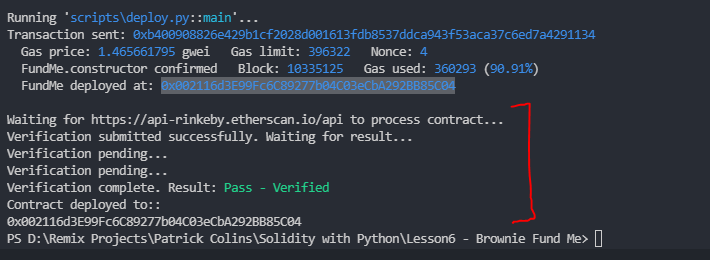 Running 'scripts\deploy.py::main'...
Transaction sent: 0xb400908826e429b1cf2028d001613fdb8537ddca943f53aca37c6ed7a4291134
Gas price: 1.465661795 gwei Gas limit: 396322 Nonce: 4
FundMe.constructor confirmed Block: 10335125 Gas used: 360293 (90.91%)
FundMe deployed at: 0x002116d3E99Fc6C89277b04C03eCbA292BB85C04
Waiting for https://api-rinkeby.etherscan.io/api to process contract...
Verification submitted successfully. Waiting for result...
Verification pending...
Verification pending...
Verification complete. Result: Pass - Verified
Contract deployed to::
0x002116d3E99Fc6C89277b04C03eCbA292BB85C04
PS D:\Remix Projects\Patrick Colins\Solidity with Python\Lesson6 - Brownie Fund Me>